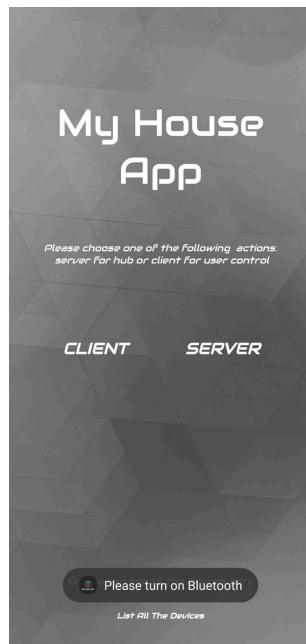 My House
App
Please choose one of the following actions:
server for hub or client for user control
CLIENT SERVER
Please turn on Bluetooth
List All The Devices